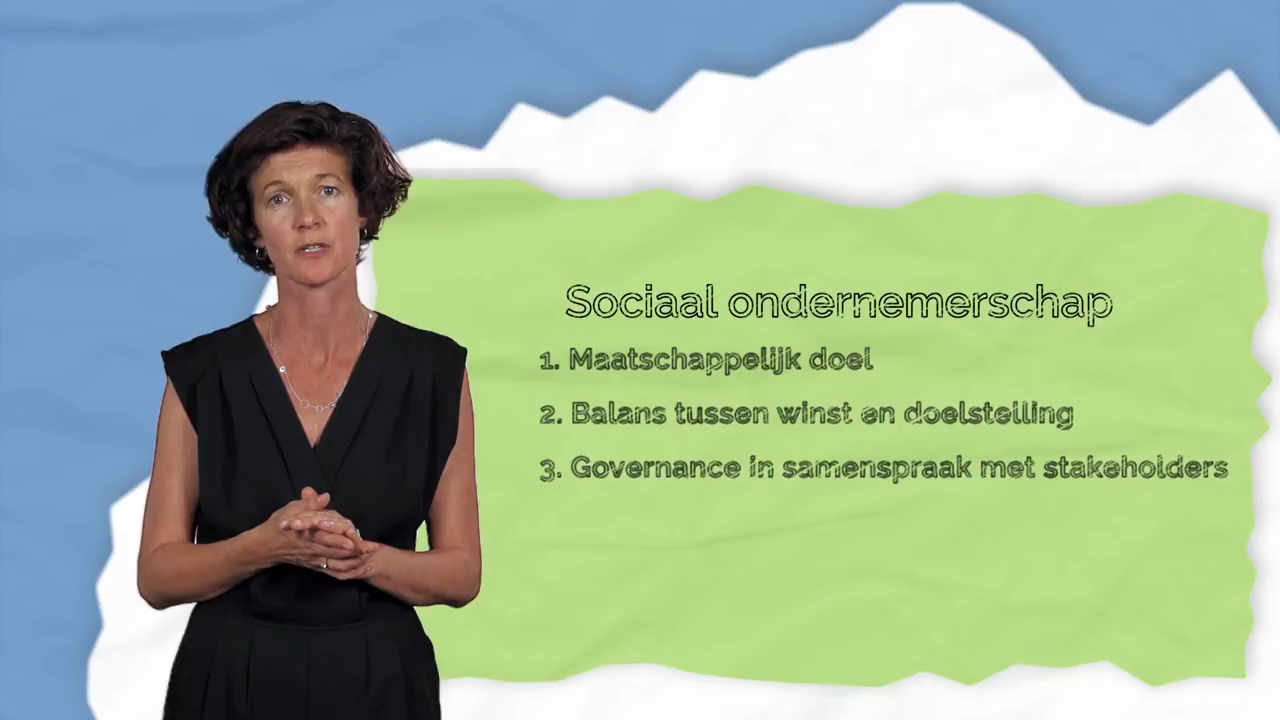 Sociaal ondernemerschap
1. Maatschappelijk doel
2. Balans tussen winst en doelstelling
3. Governance in samenspraak met stakeholders